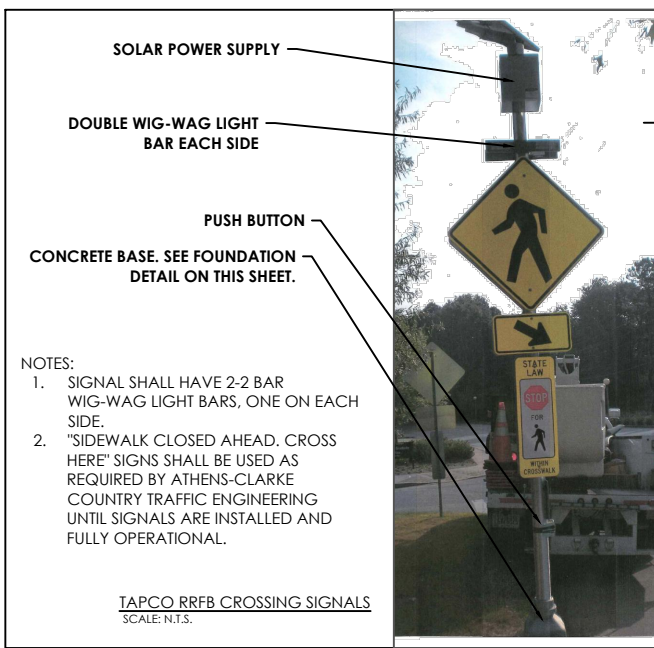 SOLAR POWER SUPPLY
DOUBLE WIG-WAG LIGHT
BAR EACH SIDE
PUSH BUTTON
CONCRETE BASE. SEE FOUNDATION
DETAIL ON THIS SHEET.
NOTES:
1. SIGNAL SHALL HAVE 2-2 BAR
WIG-WAG LIGHT BARS, ONE ON EACH
SIDE.
2. "SIDEWALK CLOSED AHEAD. CROSS
HERE" SIGNS SHALL BE USED AS
REQUIRED BY ATHENS-CLARKE
COUNTRY TRAFFIC ENGINEERING
UNTIL SIGNALS ARE INSTALLED AND
FULLY OPERATIONAL.
TAPCO RRFB CROSSING SIGNALS
SCALE: N.T.S.
STATE
LAW
STOP
FOR
WITHIN
CROSSWALK